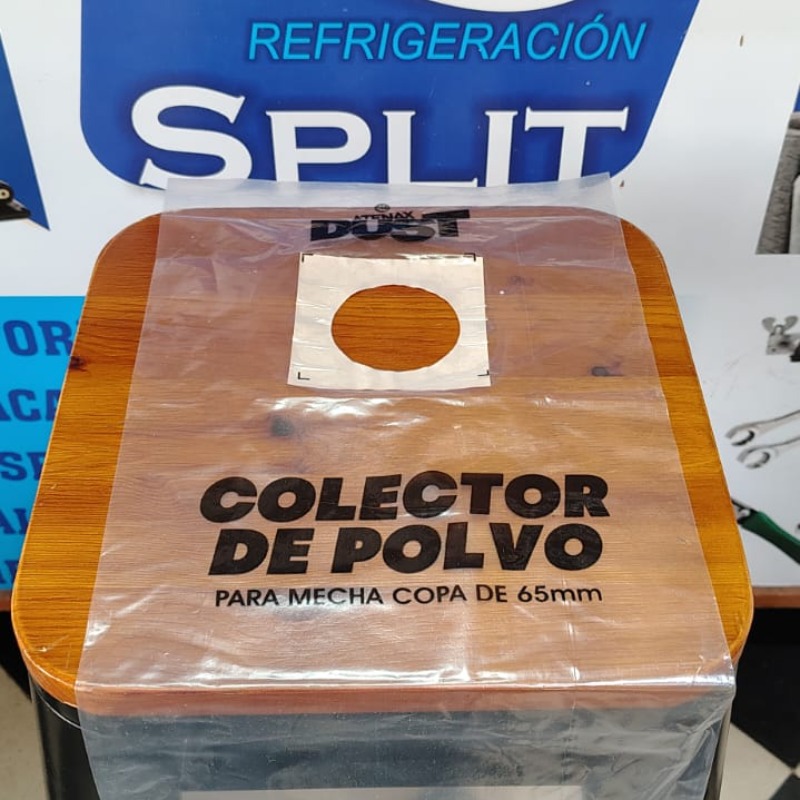 REFRIGERACIÓN
SPLIT
ATENAX
DUST
COLECTOR
DE POLVO
PARA MECHA COPA DE 65mm